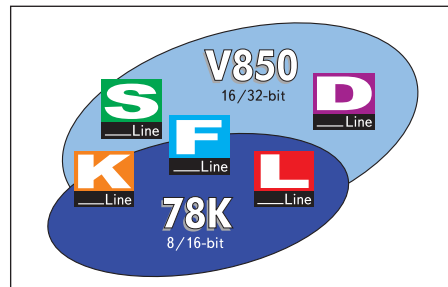 V850
16/32-bit
S
___Line
D
___Line
F
___Line
K
___Line
L
___Line
78K
8/16-bit